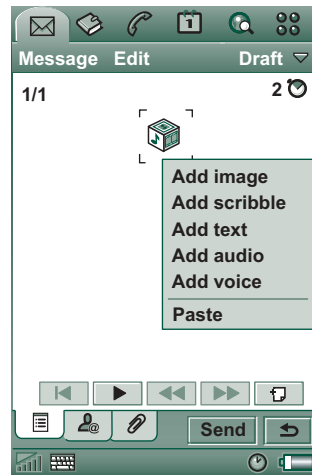 Message Edit Draft
1/1 2
Add image
Add scribble
Add text
Add audio
Add voice
Paste
Send